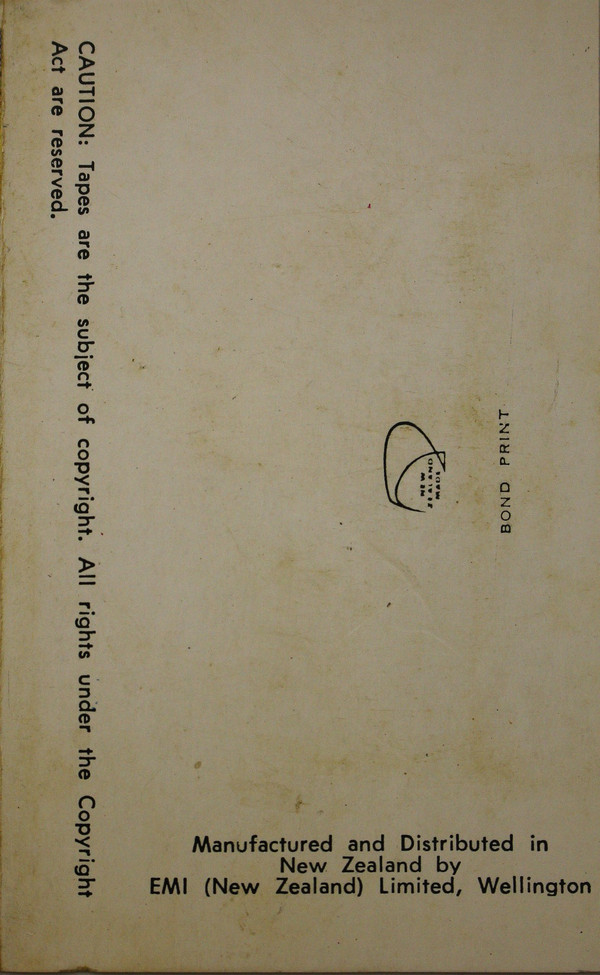 CAUTION: Tapes are the subject of copyright. All rights under the Copyright
Act are reserved.
NEW
ZEALAND
MADE
BOND PRINT
Manufactured and Distributed in
New Zealand by
EMI (New Zealand) Limited, Wellington